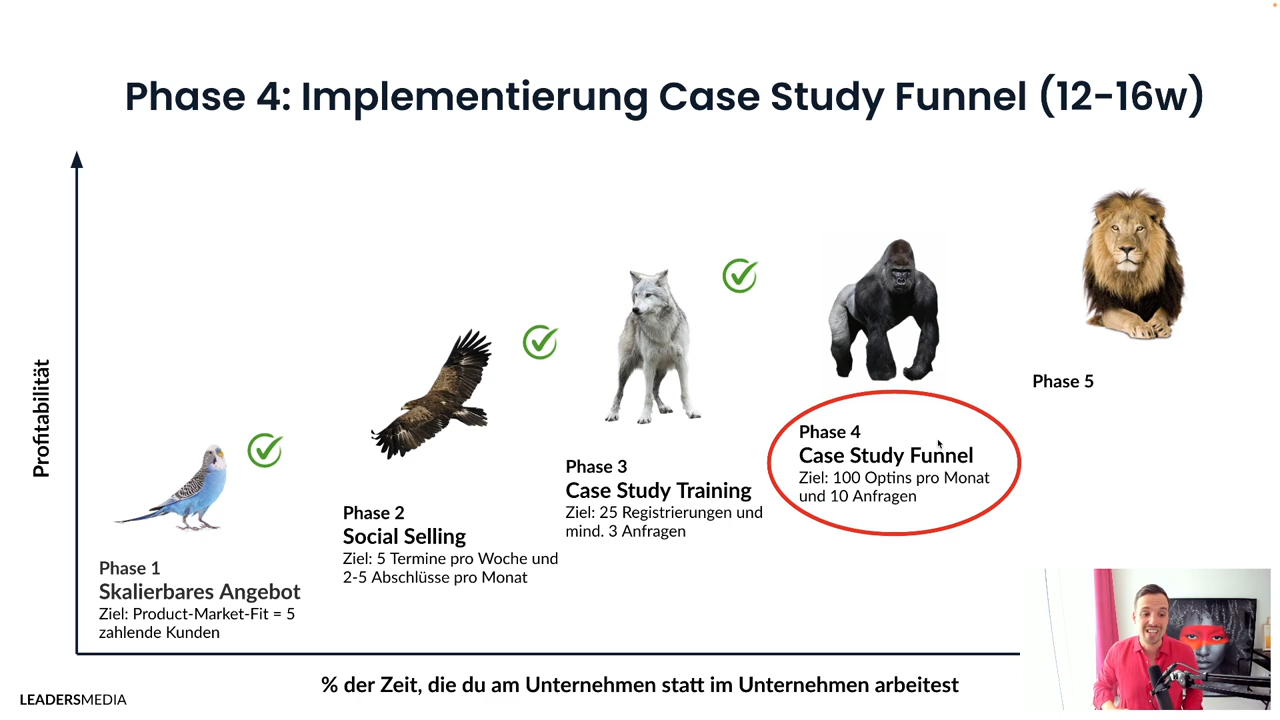 Phase 4: Implementierung Case Study Funnel (12-16w)
Profitabilität
Phase 1
Skalierbares Angebot
Ziel: Product-Market-Fit = 5
zahlende Kunden
Phase 2
Social Selling
Ziel: 5 Termine pro Woche und
2-5 Abschlüsse pro Monat
Phase 3
Case Study Training
Ziel: 25 Registrierungen und
mind. 3 Anfragen
Phase 4
Case Study Funnel
Ziel: 100 Optins pro Monat
und 10 Anfragen
Phase 5
% der Zeit, die du am Unternehmen statt im Unternehmen arbeitest
LEADERSMEDIA